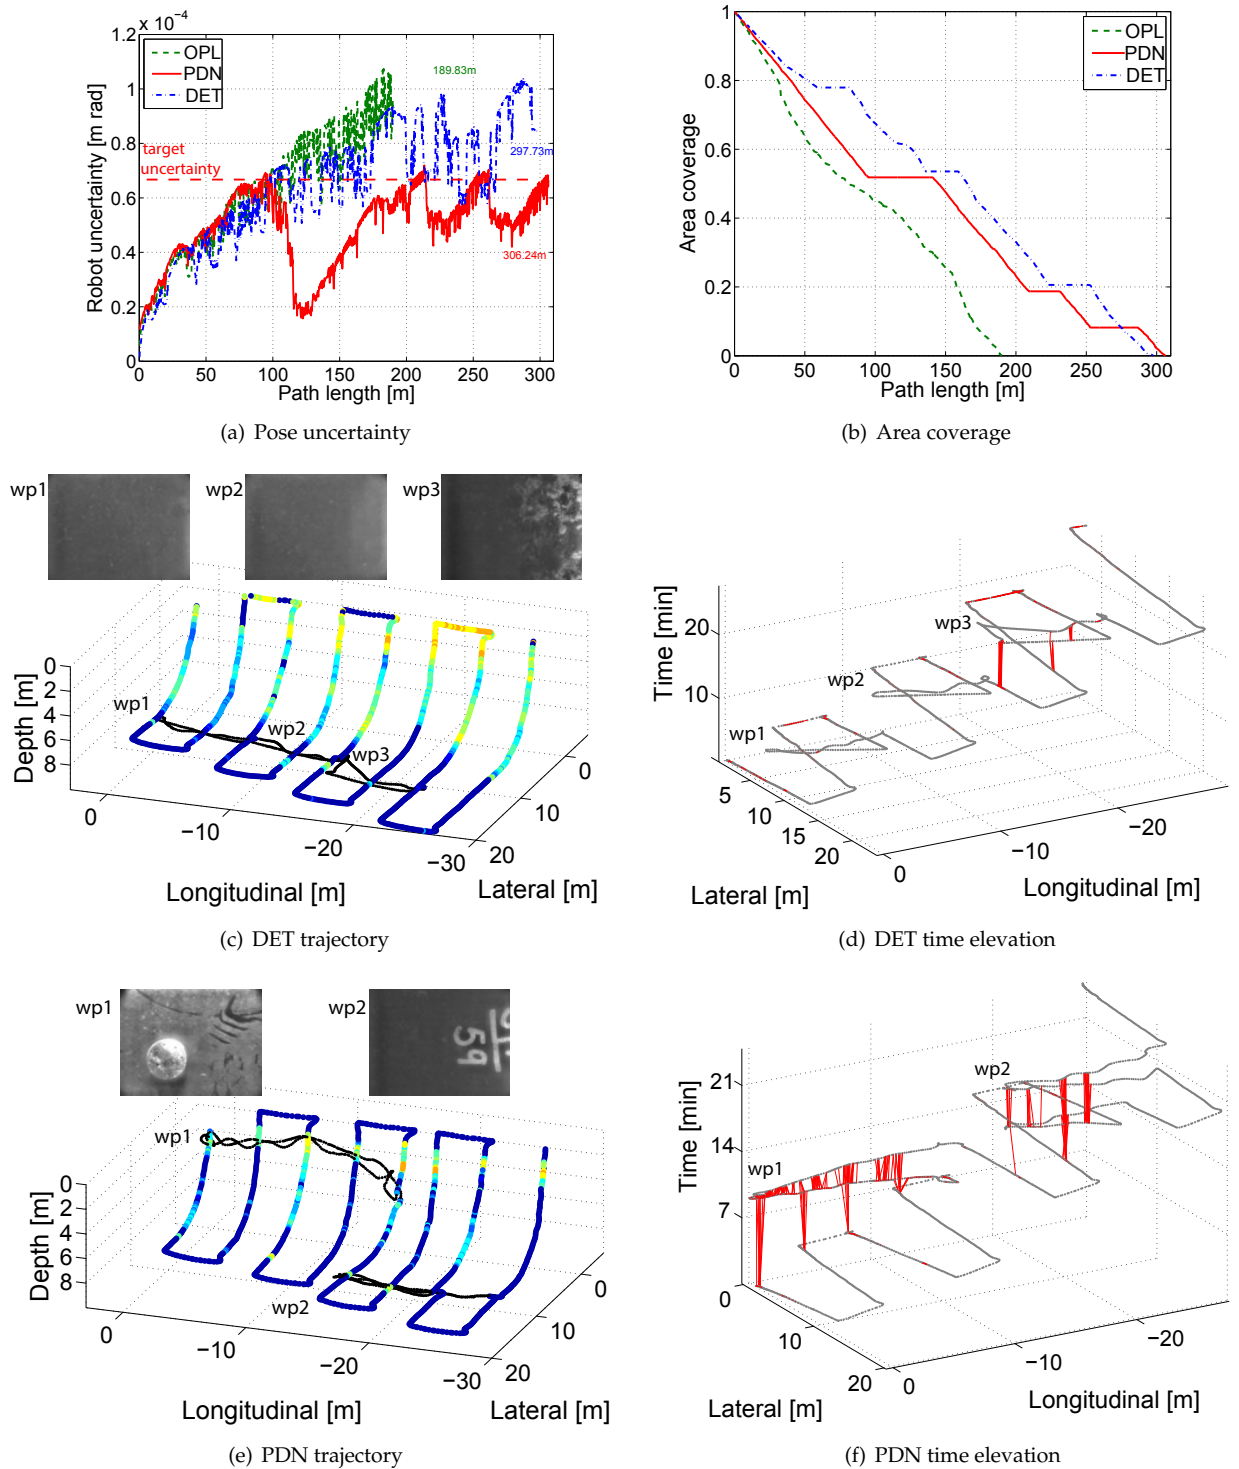 x 10⁻⁴
1.2
1
0.8
0.6
0.4
0.2
0
OPL
PDN
DET
189.83m
target
uncertainty
297.73m
306.24m
Robot uncertainty [m rad]
0 50 100 150 200 250 300
Path length [m]
(a) Pose uncertainty
1
0.8
0.6
0.4
0.2
0
OPL
PDN
DET
Area coverage
0 50 100 150 200 250 300
Path length [m]
(b) Area coverage
wp1
wp2
wp3
0
2
4
6
8
Depth [m]
wp1
wp2
wp3
0 −10 −20 −30
Longitudinal [m]
0
10
20
Lateral [m]
(c) DET trajectory
20
10
Time [min]
wp1
wp2
wp3
5
10
15
20
Lateral [m]
0 −10 −20
Longitudinal [m]
(d) DET time elevation
wp1
wp2
59
0
2
4
6
8
Depth [m]
wp1
wp2
0 −10 −20 −30
Longitudinal [m]
0
10
20
Lateral [m]
(e) PDN trajectory
21
14
7
0
Time [min]
wp1
wp2
10
20
Lateral [m]
0 −10 −20
Longitudinal [m]
(f) PDN time elevation